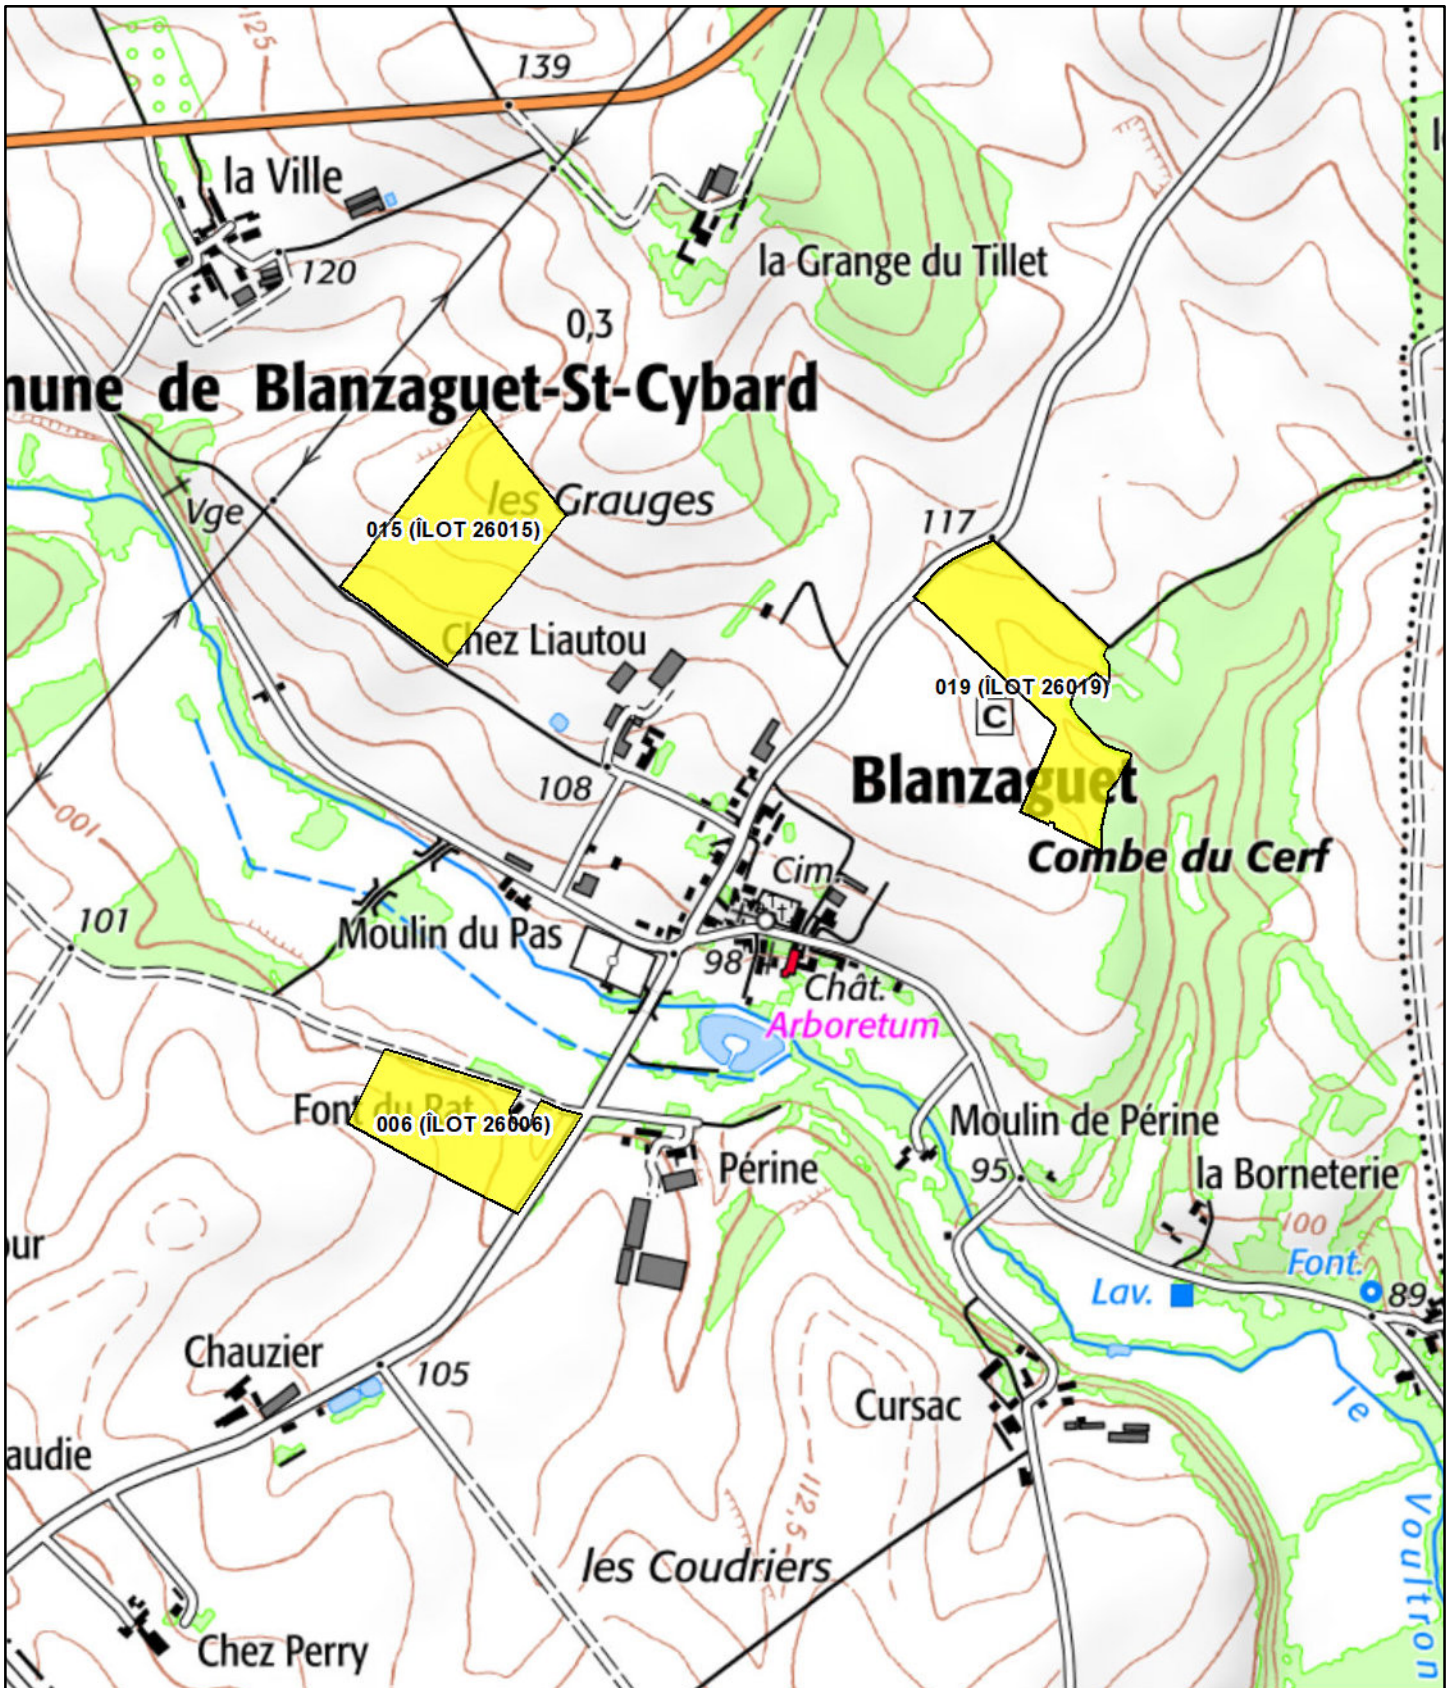 125
139
la Ville
la Grange du Tillet
120
0,3
de Blanzaguet-St-Cybard
Vge
les Grauges
117
015 (ÎLOT 26015)
Chez Liautou
019 (ÎLOT 26019)
C
108
Blanzaguet
100
Combe du Cerf
Cim.
101
Moulin du Pas
98
Chât.
Arboretum
Font du Rat
006 (ÎLOT 26006)
Moulin de Périne
Périne
95
la Borneterie
100
Font.
Lav.
89
Chauzier
105
Cursac
le
Voultron
112,5
les Coudriers
Chez Perry